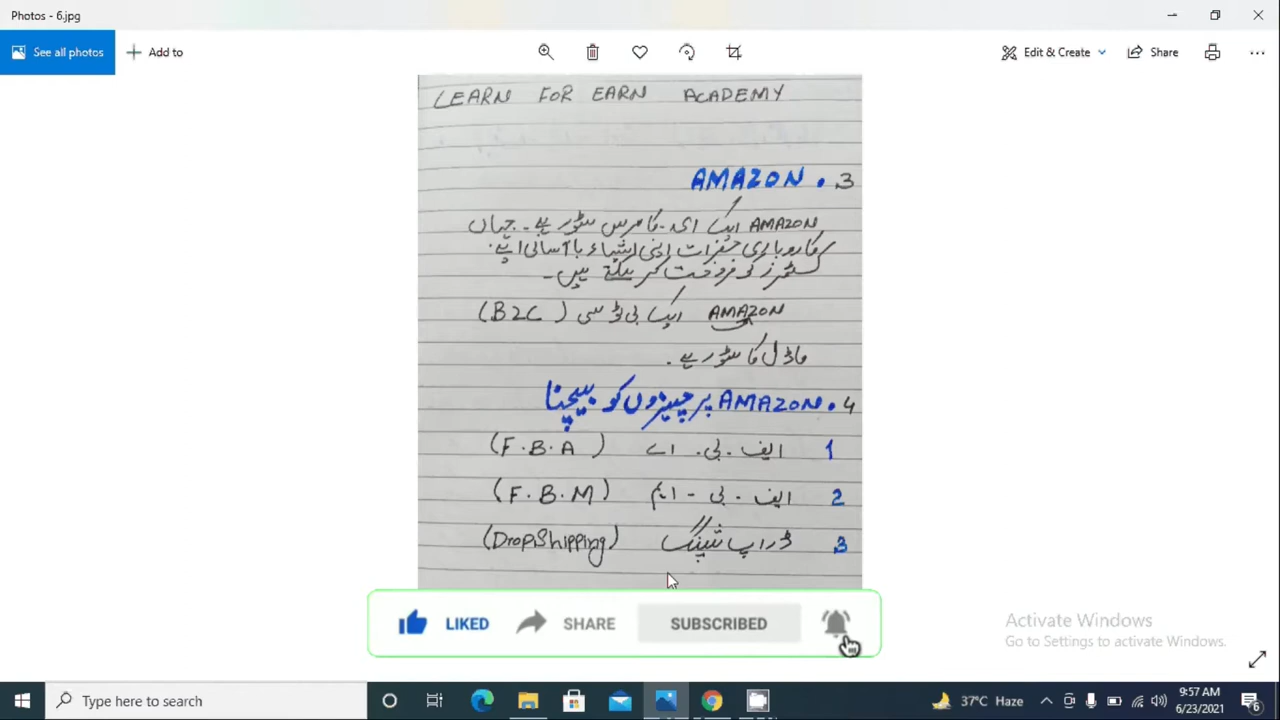 Photos - 6.jpg
See all photos
Add to
Edit & Create
Share
LEARN FOR EARN ACADEMY
3. AMAZON
AMAZON ایک ای-کامرس سٹور ہے۔ جہاں
کاروباری حضرات اپنی اشیاء باآسانی اپنے
کسٹمرز کو فروخت کر سکتے ہیں۔
AMAZON ایک بی ٹو سی (B2C)
ماڈل کا سٹور ہے۔
4. AMAZON پر چیزوں کو بیچنا
1 ایف۔بی۔اے (F.B.A)
2 ایف۔بی-ایم (F.B.M)
3 ڈراپ شپنگ (DropShipping)
LIKED
SHARE
SUBSCRIBED
Activate Windows
Go to Settings to activate Windows.
Type here to search
37°C Haze
9:57 AM
6/23/2021
6